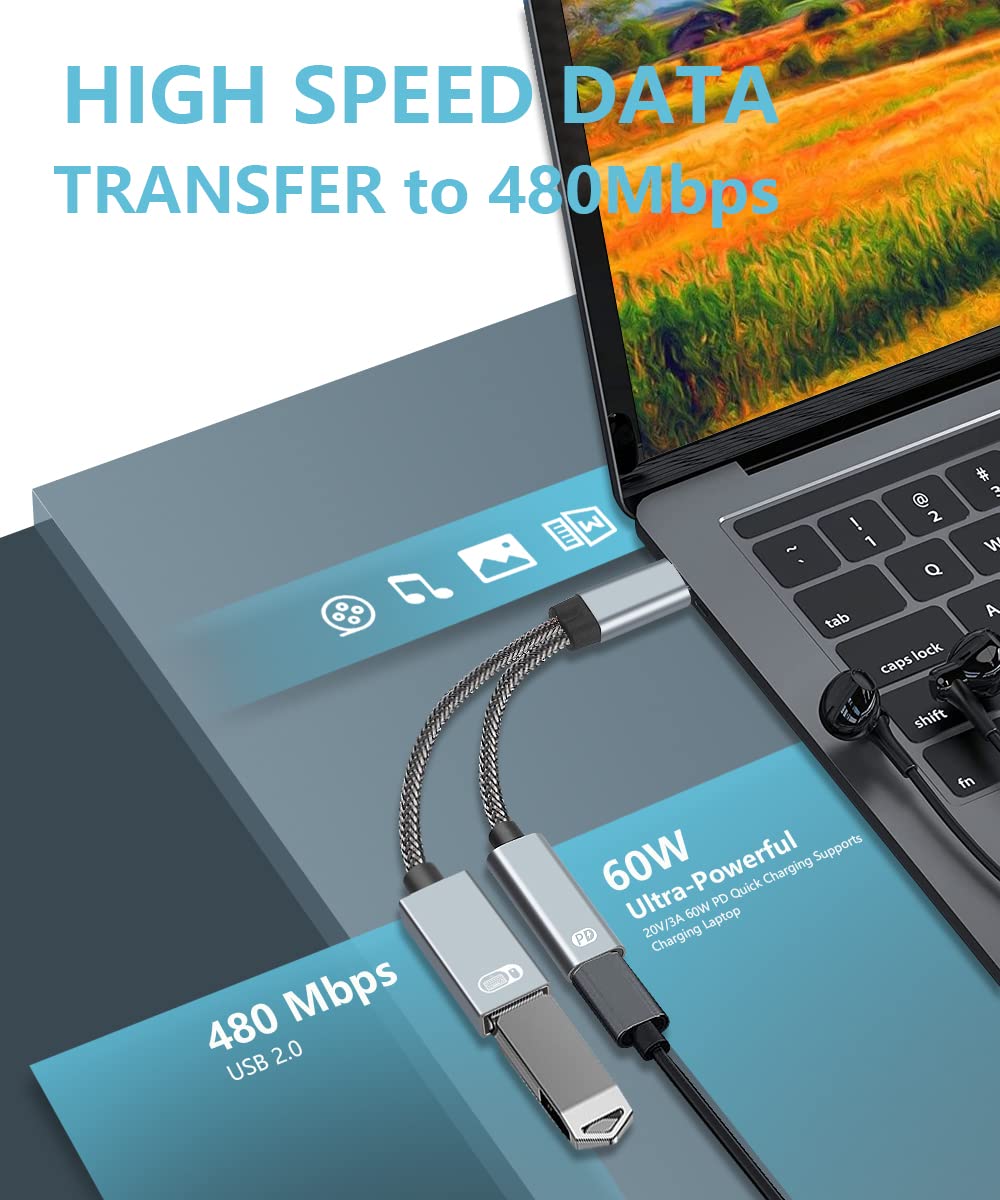 HIGH SPEED DATA
TRANSFER to 480Mbps
W
~
`
!
1
@
2
#
3
Q
W
tab
A
caps lock
shift
fn
60W
Ultra-Powerful
20V/3A 60W PD Quick Charging Supports
Charging Laptop
PD
480 Mbps
USB 2.0